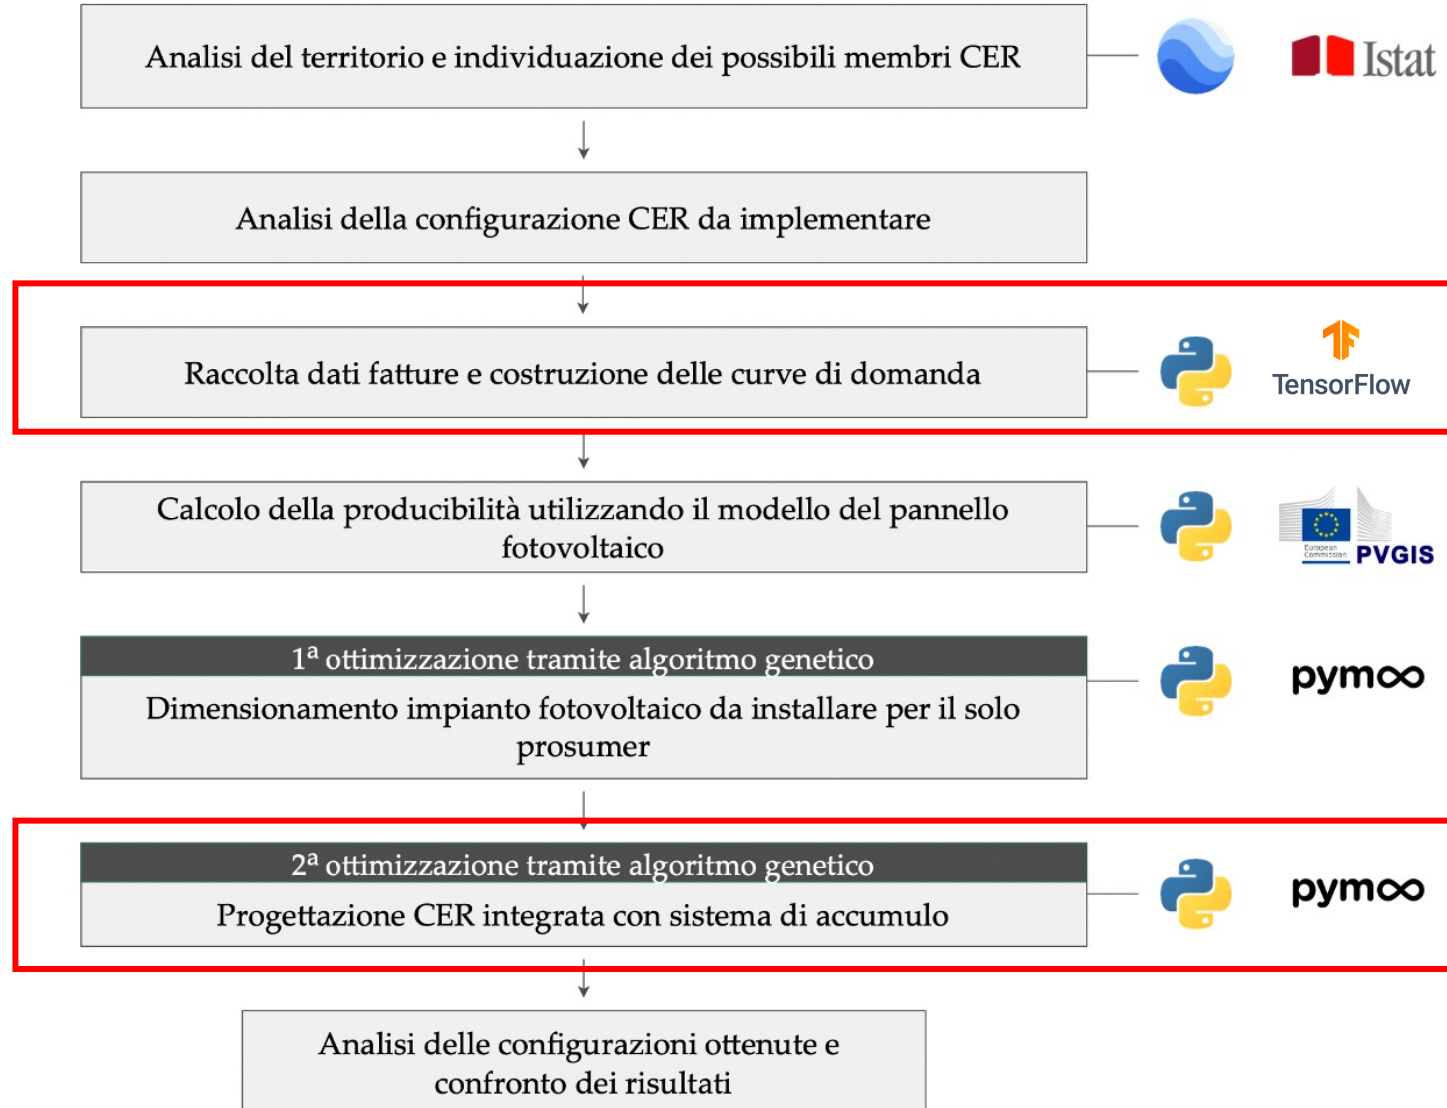 Analisi del territorio e individuazione dei possibili membri CER
Istat
Analisi della configurazione CER da implementare
Raccolta dati fatture e costruzione delle curve di domanda
TensorFlow
Calcolo della producibilità utilizzando il modello del pannello
fotovoltaico
European
Commission
PVGIS
1ª ottimizzazione tramite algoritmo genetico
Dimensionamento impianto fotovoltaico da installare per il solo
prosumer
pymoo
2ª ottimizzazione tramite algoritmo genetico
Progettazione CER integrata con sistema di accumulo
pymoo
Analisi delle configurazioni ottenute e
confronto dei risultati